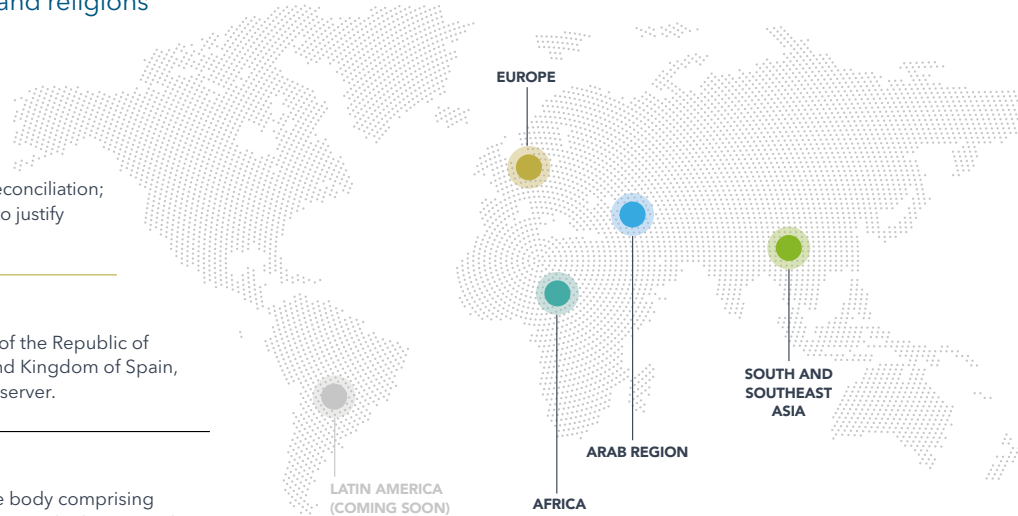 and religions
econciliation;
o justify
of the Republic of
nd Kingdom of Spain,
server.
e body comprising
EUROPE
SOUTH AND
SOUTHEAST
ASIA
ARAB REGION
LATIN AMERICA
(COMING SOON)
AFRICA